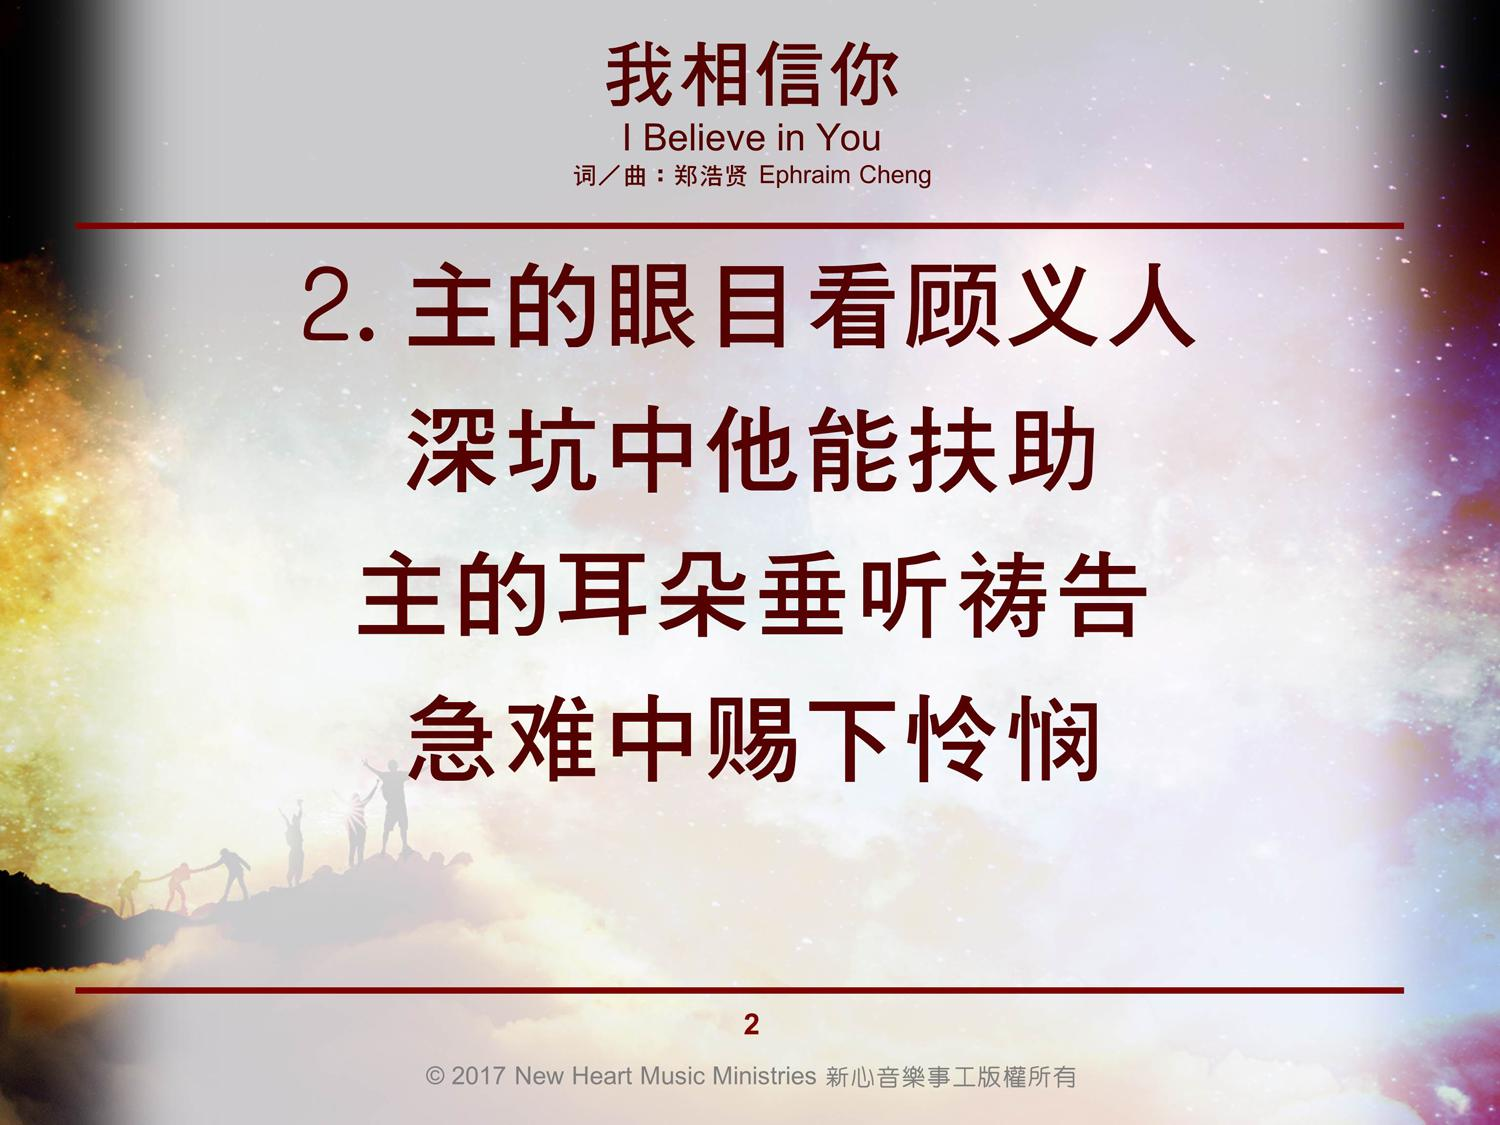 我相信你
I Believe in You
词／曲：郑浩贤 Ephraim Cheng
2. 主的眼目看顾义人
深坑中他能扶助
主的耳朵垂听祷告
急难中赐下怜悯
2
© 2017 New Heart Music Ministries 新心音樂事工版權所有